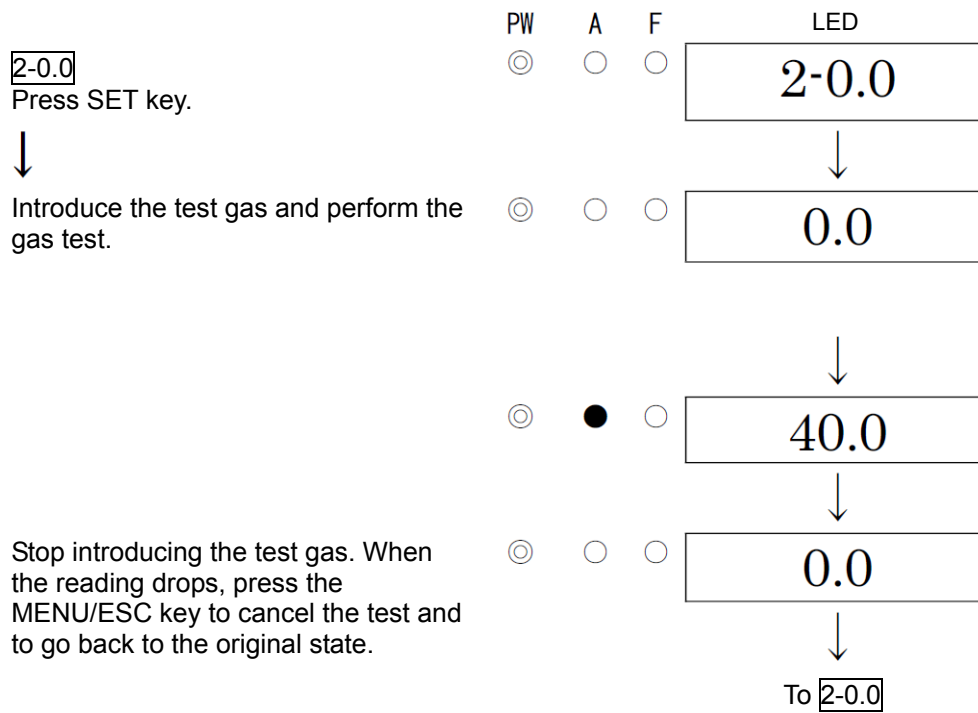 PW A F LED
2-0.0
Press SET key.
2-0.0
Introduce the test gas and perform the
gas test.
0.0
40.0
Stop introducing the test gas. When
the reading drops, press the
MENU/ESC key to cancel the test and
to go back to the original state.
0.0
To 2-0.0